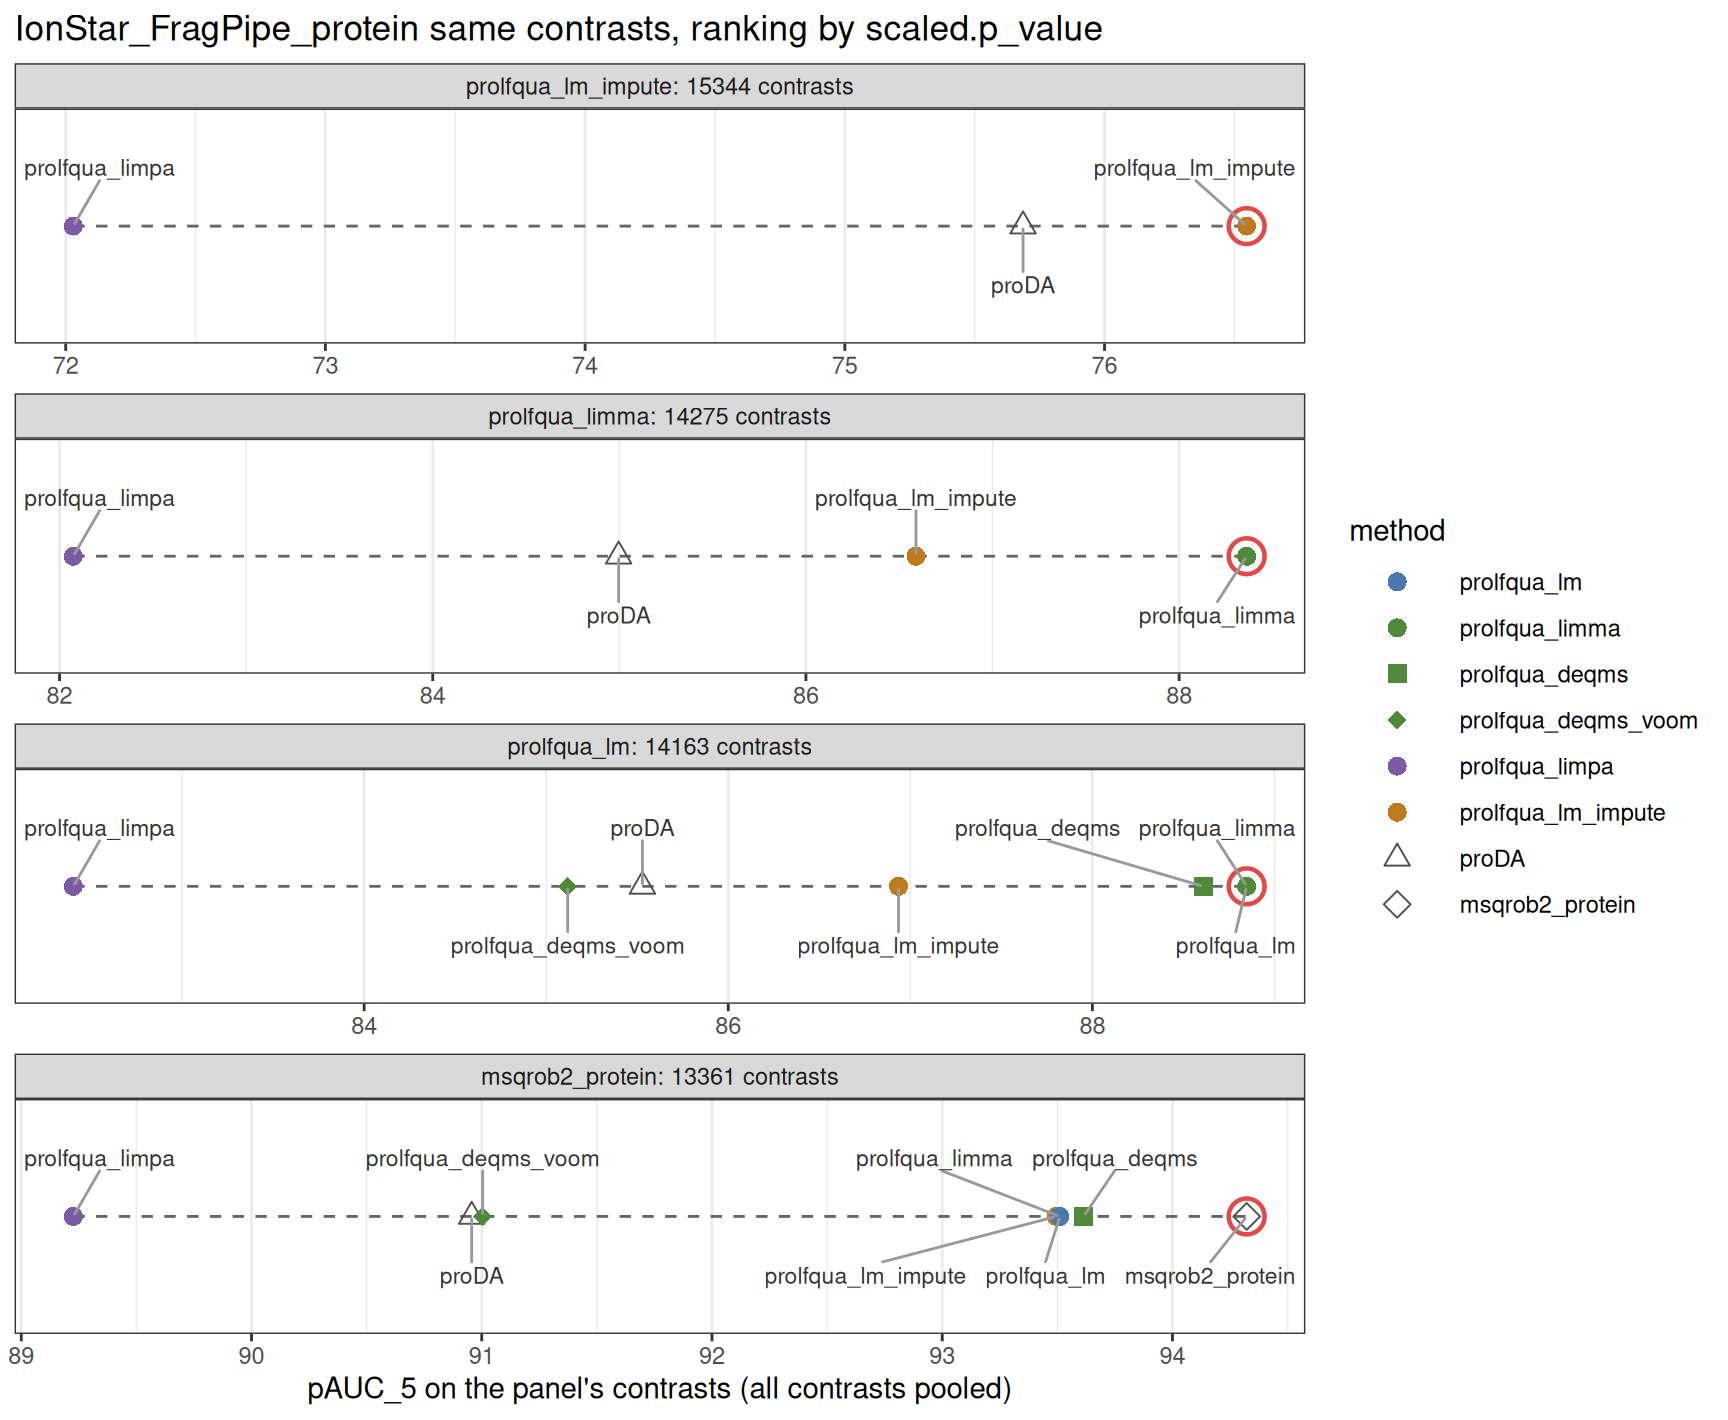 IonStar_FragPipe_protein same contrasts, ranking by scaled.p_value
prolfqua_lm_impute: 15344 contrasts
prolfqua_limpa
prolfqua_lm_impute
proDA
72 73 74 75 76
prolfqua_limma: 14275 contrasts
prolfqua_limpa prolfqua_lm_impute
proDA prolfqua_limma
82 84 86 88
prolfqua_lm: 14163 contrasts
prolfqua_limpa proDA prolfqua_deqms prolfqua_limma
prolfqua_deqms_voom prolfqua_lm_impute prolfqua_lm
84 86 88
msqrob2_protein: 13361 contrasts
prolfqua_limpa prolfqua_deqms_voom prolfqua_limma prolfqua_deqms
proDA prolfqua_lm_impute prolfqua_lm msqrob2_protein
89 90 91 92 93 94
pAUC_5 on the panel's contrasts (all contrasts pooled)
method
prolfqua_lm
prolfqua_limma
prolfqua_deqms
prolfqua_deqms_voom
prolfqua_limpa
prolfqua_lm_impute
proDA
msqrob2_protein